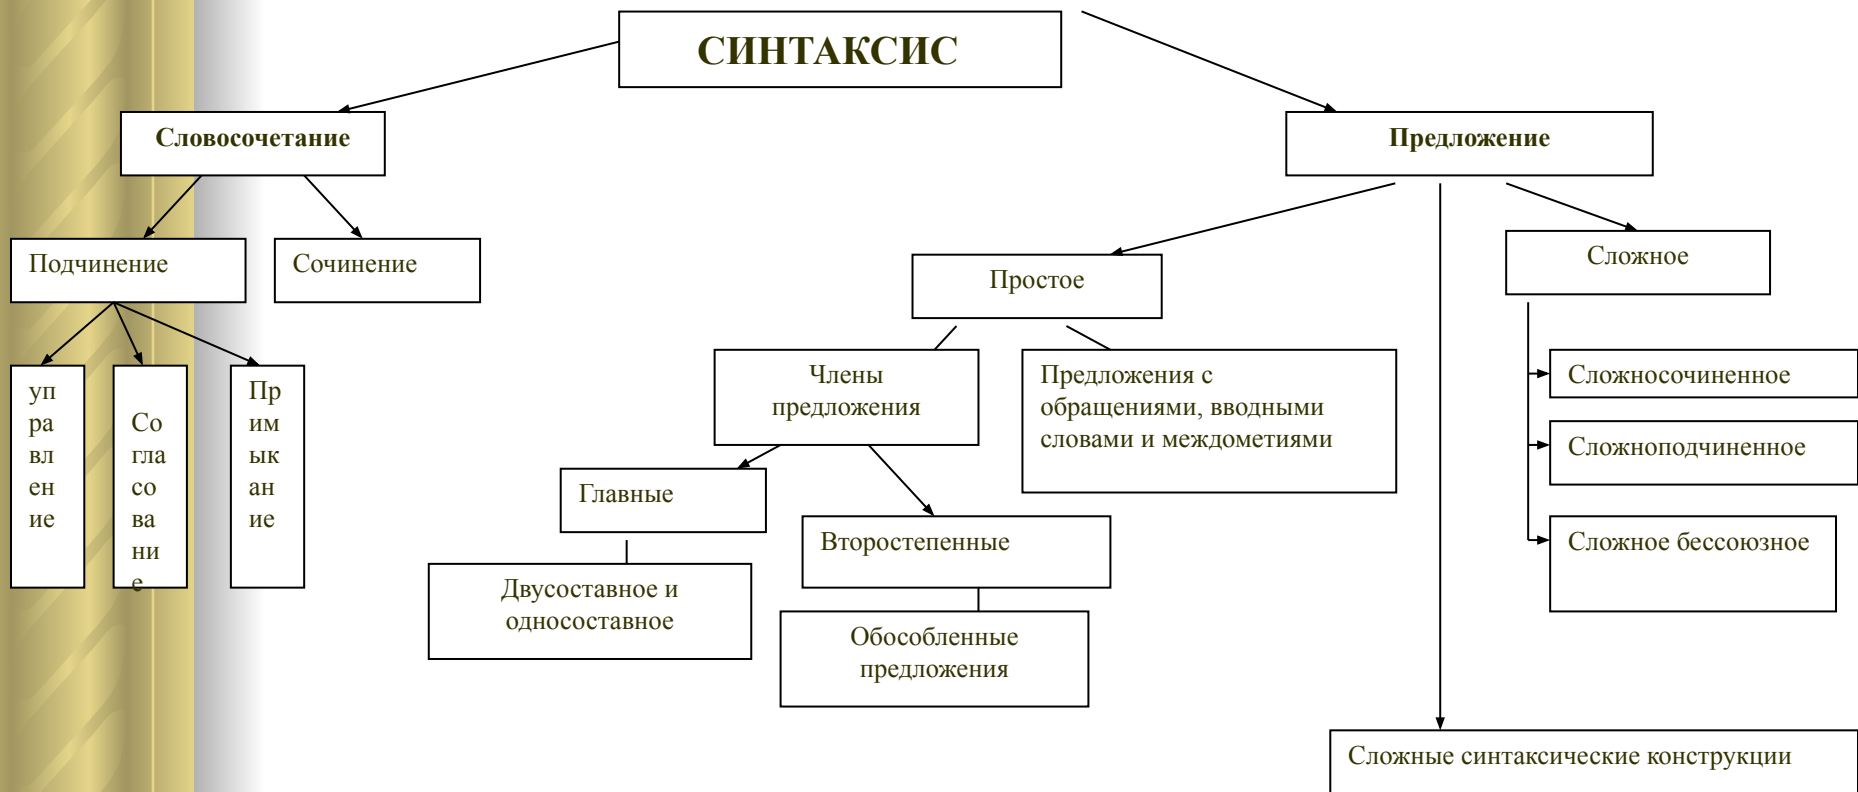 СИНТАКСИС
Словосочетание
Предложение
Подчинение
Сочинение
Простое
Сложное
уп
ра
вл
ен
ие
Со
гла
со
ва
ни
е
Пр
им
ык
ан
ие
Члены
предложения
Предложения с
обращениями, вводными
словами и междометиями
Сложносочиненное
Сложноподчиненное
Сложное бессоюзное
Главные
Второстепенные
Двусоставное и
односоставное
Обособленные
предложения
Сложные синтаксические конструкции